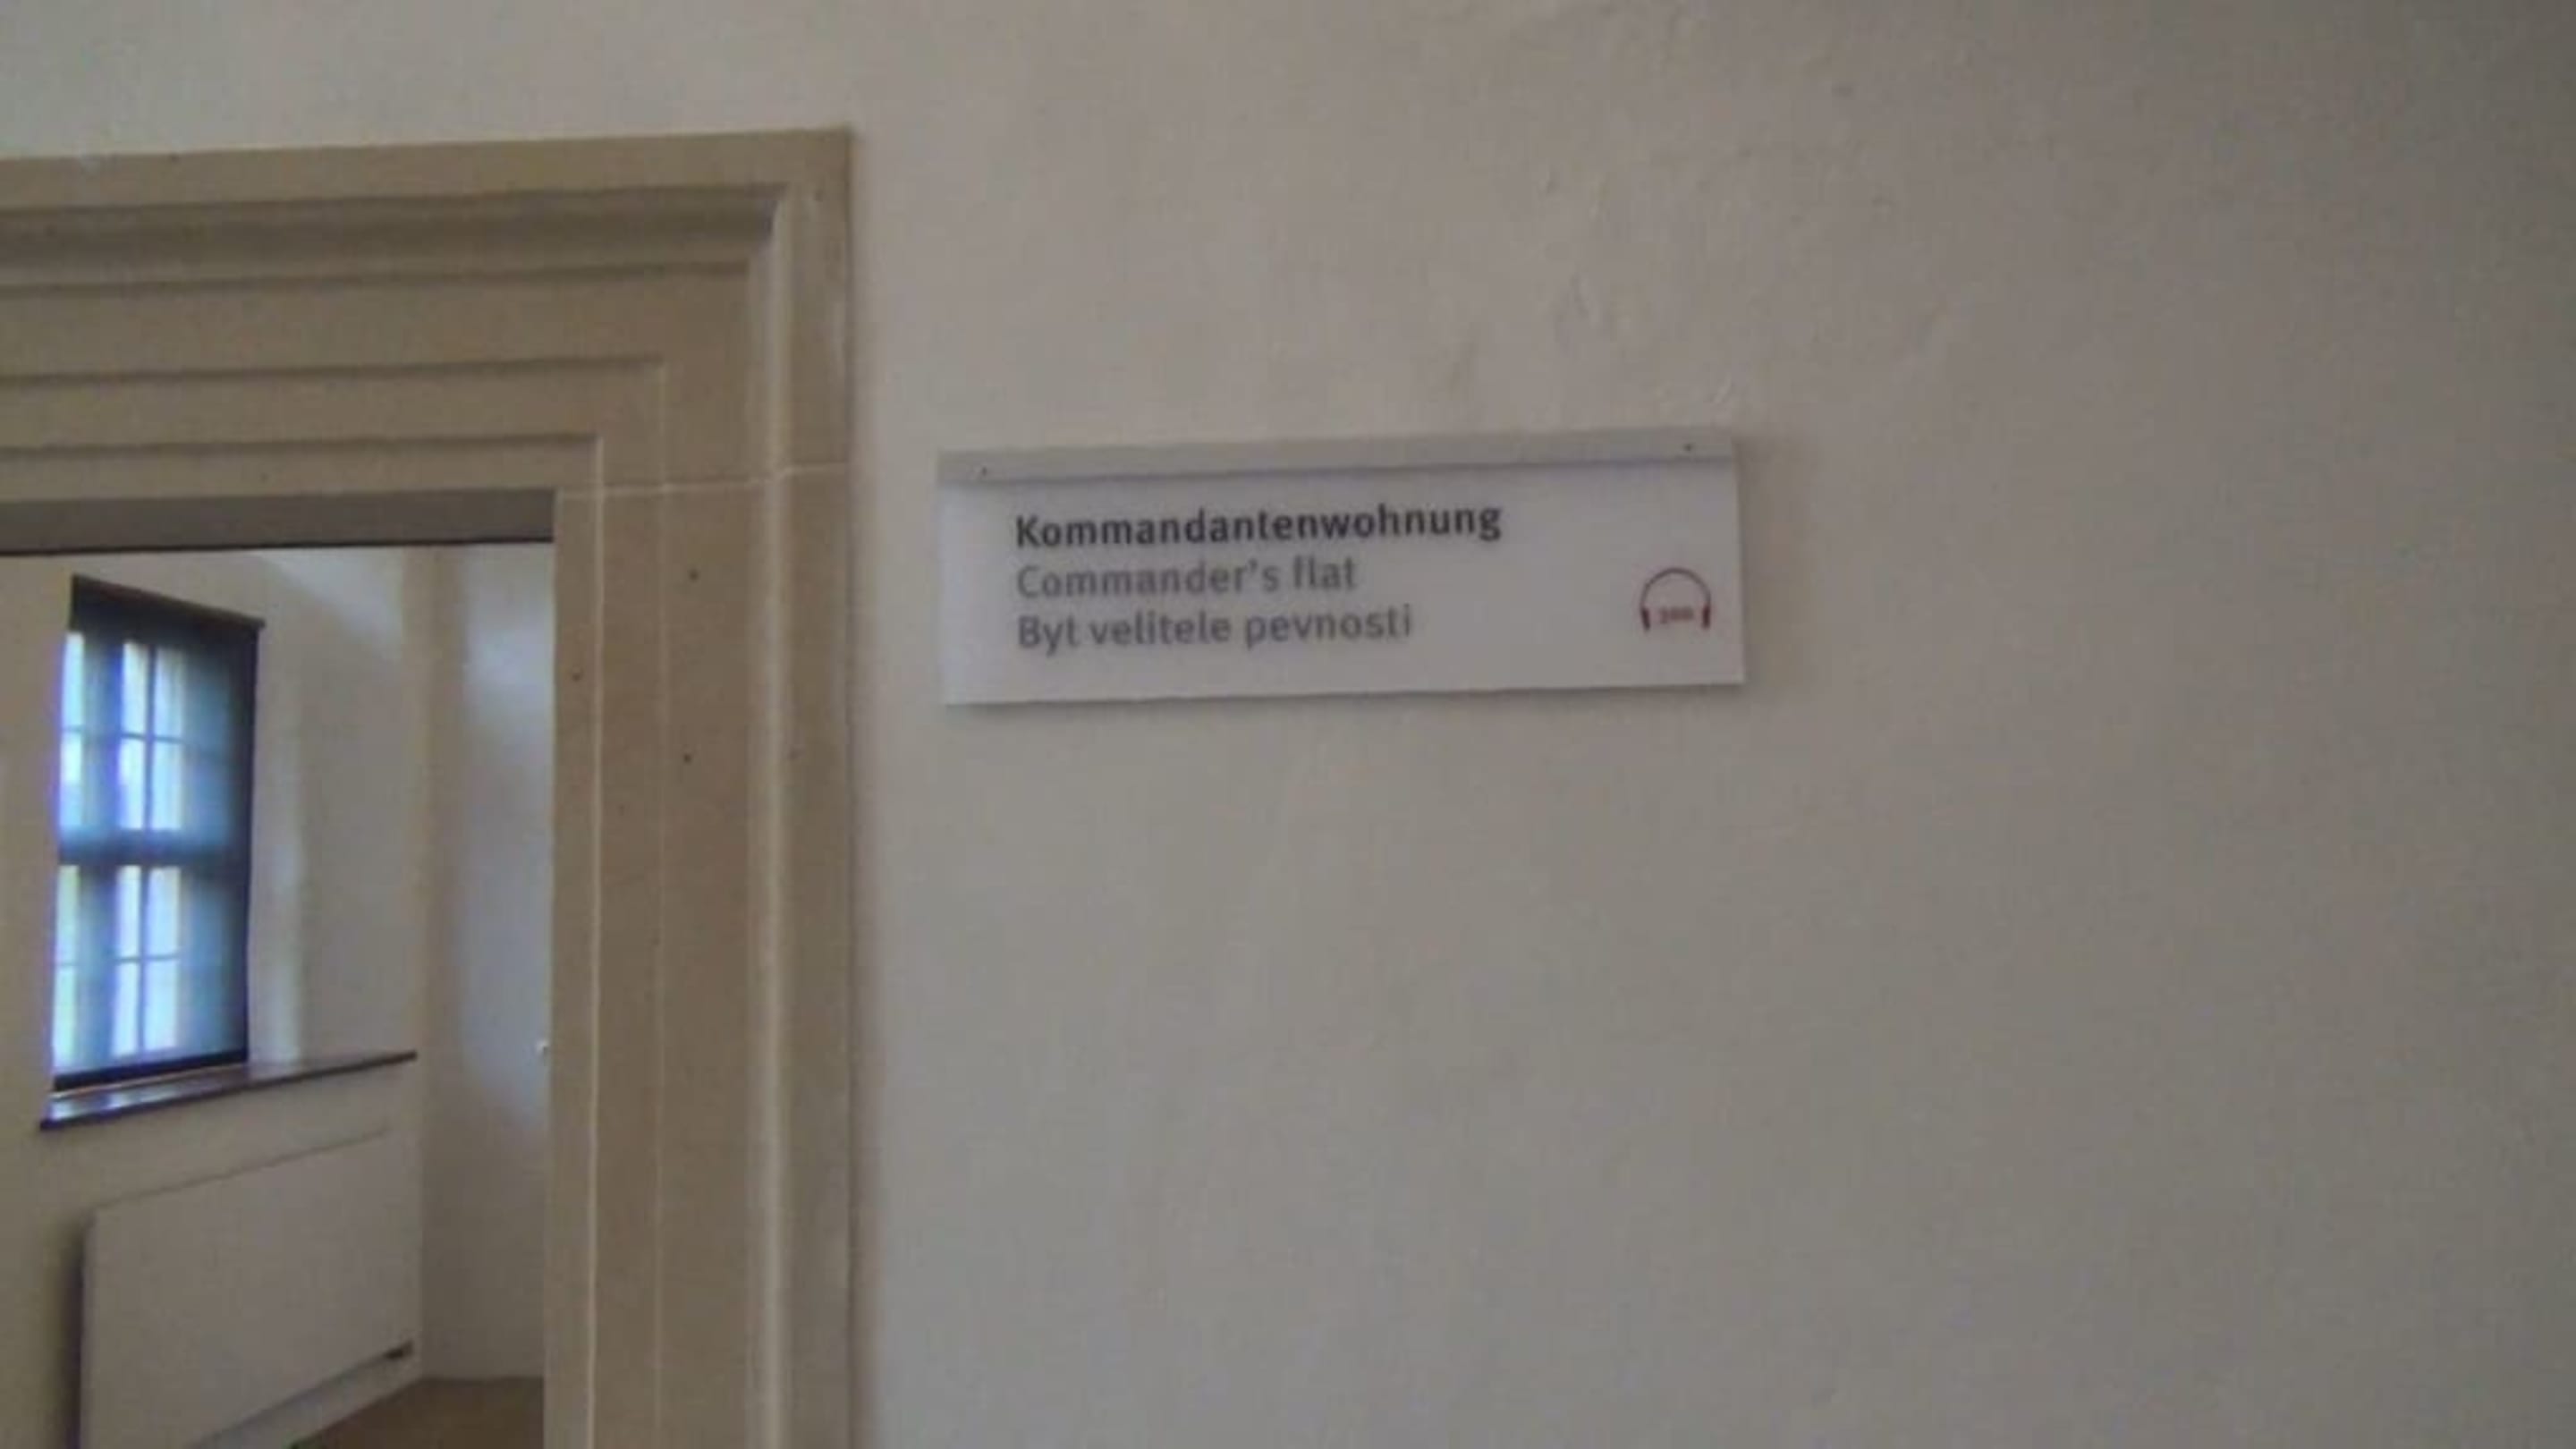 Kommandantenwohnung
Commander's flat
Byt velitele pevnosti